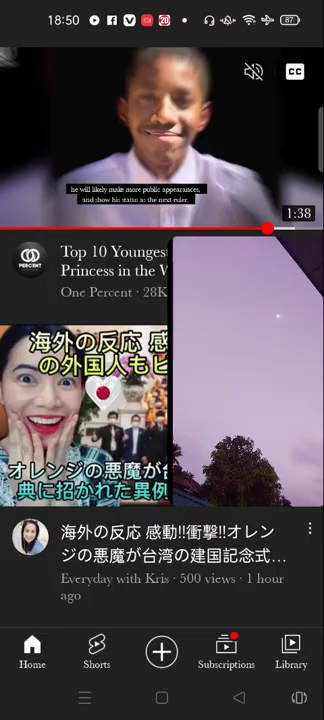 18:50
20
87
CC
he will likely make more public appearances,
and show his status as the next ruler.
1:38
PERCENT
Top 10 Youngest
Princess in the W
One Percent · 28K
海外の反応 感
の外国人もビ
オレンジの悪魔が台
典に招かれた異例
海外の反応 感動!!衝撃!!オレン
ジの悪魔が台湾の建国記念式...
Everyday with Kris · 500 views · 1 hour
ago
Home
Shorts
Subscriptions
Library